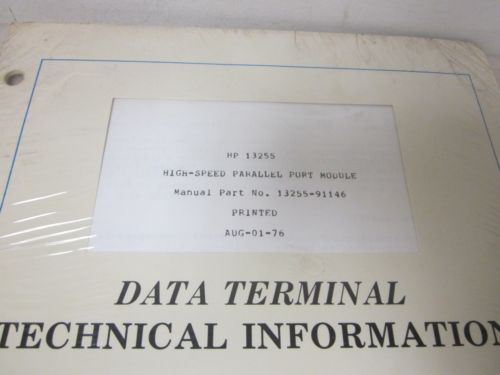 HP 13255
HIGH-SPEED PARALLEL PORT MODULE
Manual Part No. 13255-91146
PRINTED
AUG-01-76
DATA TERMINAL
TECHNICAL INFORMATION